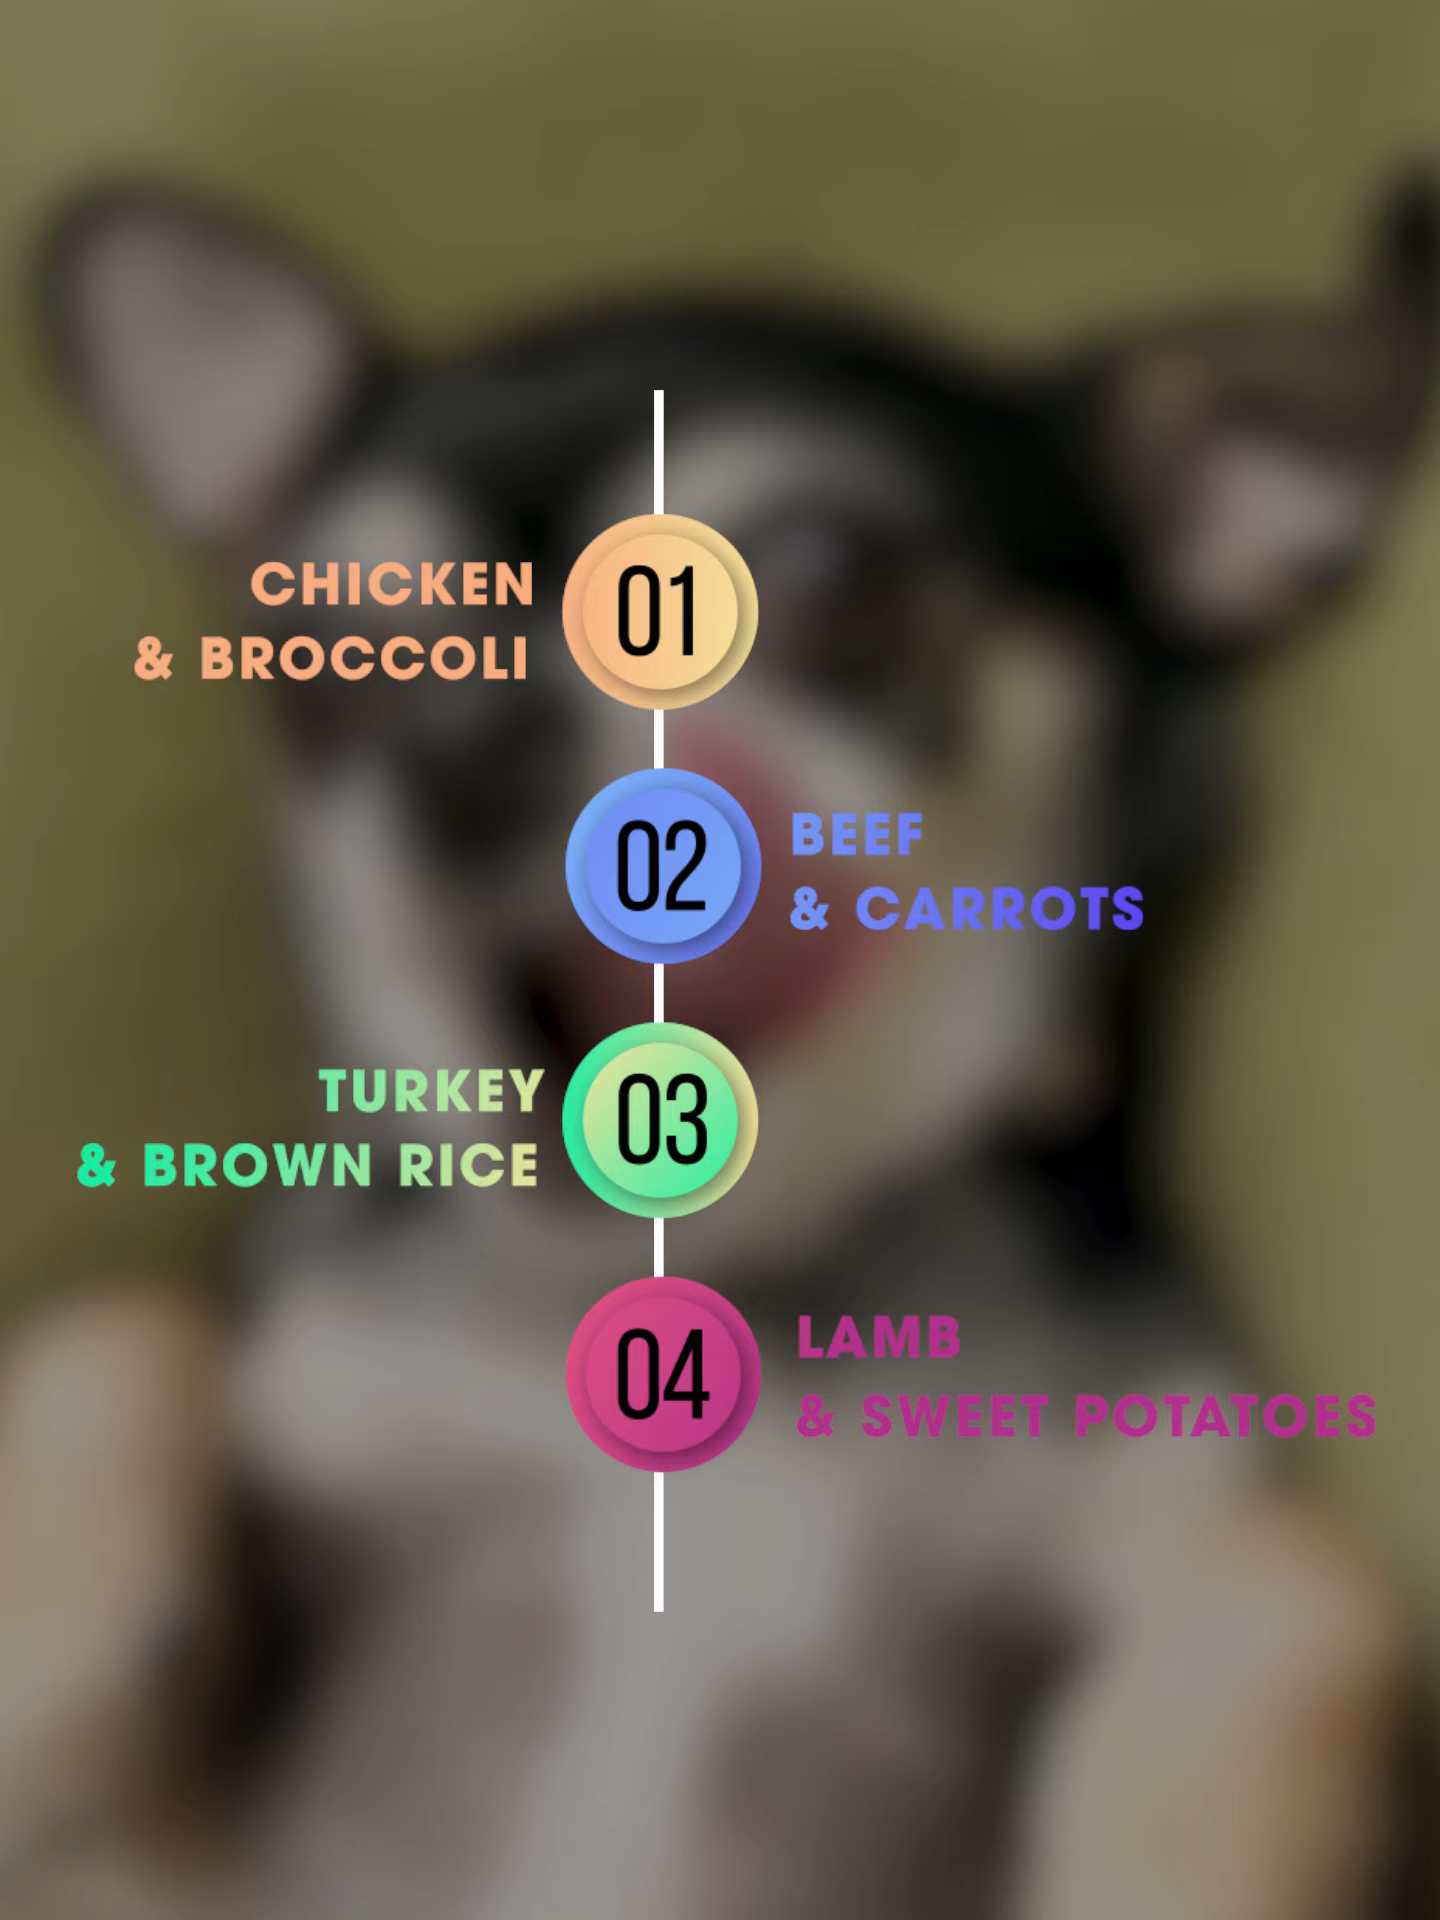 01
CHICKEN
& BROCCOLI
02
BEEF
& CARROTS
03
TURKEY
& BROWN RICE
04
LAMB
& SWEET POTATOES